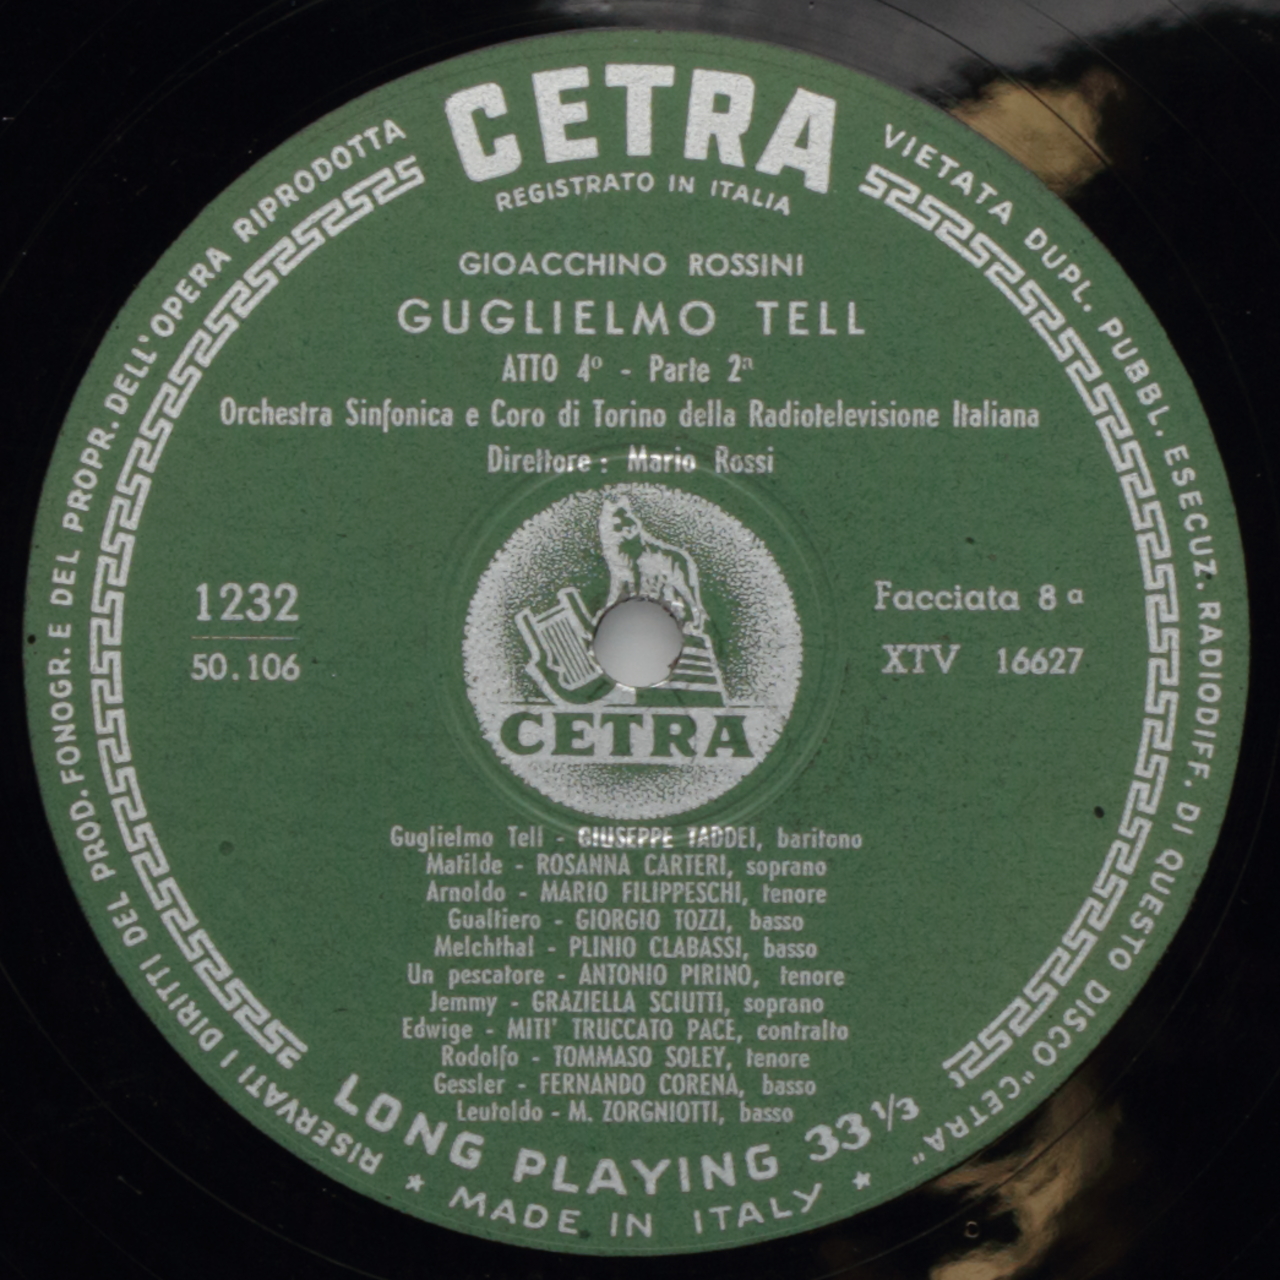 CETRA
REGISTRATO IN ITALIA
GIOACCHINO ROSSINI
GUGLIELMO TELL
ATTO 4º - Parte 2ª
Orchestra Sinfonica e Coro di Torino della Radiotelevisione Italiana
Direttore : Mario Rossi
1232
50.106
Facciata 8ª
XTV 16627
CETRA
Guglielmo Tell - GIUSEPPE TADDEI, baritono
Matilde - ROSANNA CARTERI, soprano
Arnoldo - MARIO FILIPPESCHI, tenore
Gualtiero - GIORGIO TOZZI, basso
Melchthal - PLINIO CLABASSI, basso
Un pescatore - ANTONIO PIRINO, tenore
Jemmy - GRAZIELLA SCIUTTI, soprano
Edwige - MITI' TRUCCATO PACE, contralto
Rodolfo - TOMMASO SOLEY, tenore
Gessler - FERNANDO CORENA, basso
Leutoldo - M. ZORGNIOTTI, basso
LONG PLAYING 33 1/3
★ MADE IN ITALY ★
RISERVATI I DIRITTI DEL PROD. FONOGR. E DEL PROPR. DELL'OPERA RIPRODOTTA
VIETATA DUPL. PUBBL. ESECUZ. RADIODIFF. DI QUESTO DISCO "CETRA"